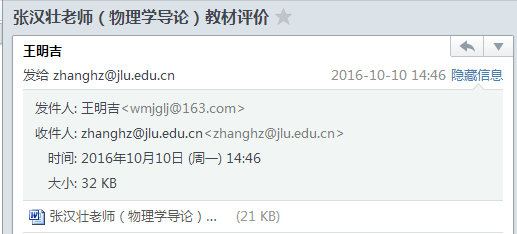 张汉壮老师（物理学导论）教材评价
王明吉
发给 zhanghz@jlu.edu.cn 2016-10-10 14:46 隐藏信息
发件人: 王明吉<wmjglj@163.com>
收件人: zhanghz@jlu.edu.cn<zhanghz@jlu.edu.cn>
时间: 2016年10月10日 (周一) 14:46
大小: 32 KB
张汉壮老师（物理学导论）... (21 KB)